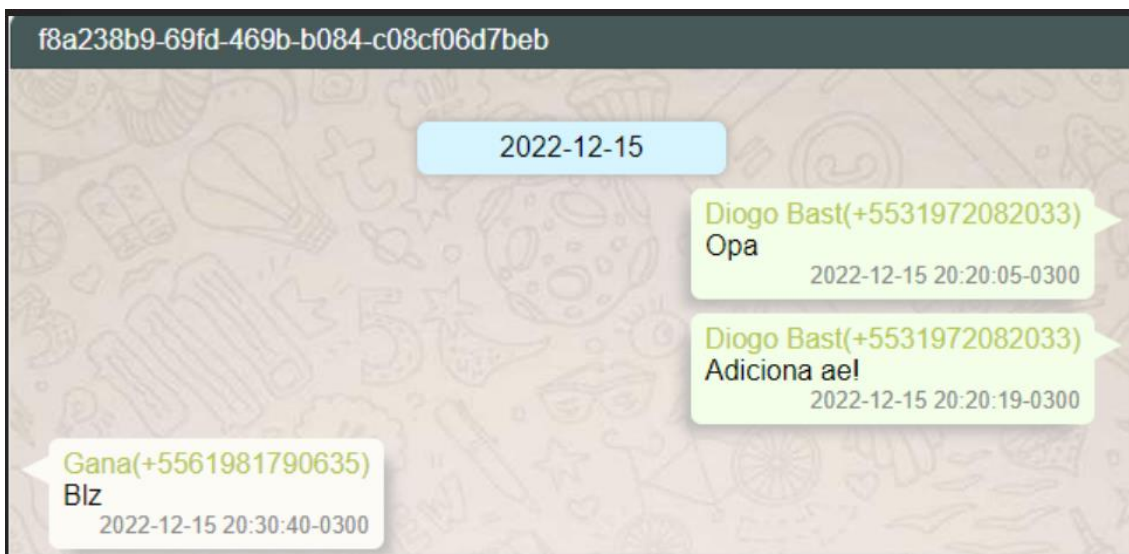 f8a238b9-69fd-469b-b084-c08cf06d7beb
2022-12-15
Diogo Bast(+5531972082033)
Opa
2022-12-15 20:20:05-0300
Diogo Bast(+5531972082033)
Adiciona ae!
2022-12-15 20:20:19-0300
Gana(+5561981790635)
Blz
2022-12-15 20:30:40-0300